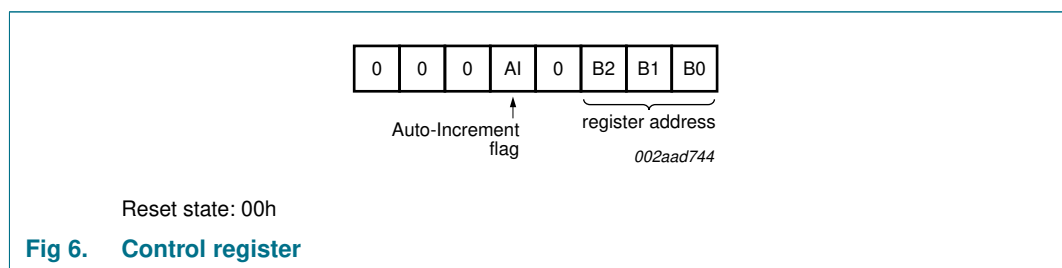 0 0 0 AI 0 B2 B1 B0
Auto-Increment
flag
register address
002aad744
Reset state: 00h
Fig 6. Control register